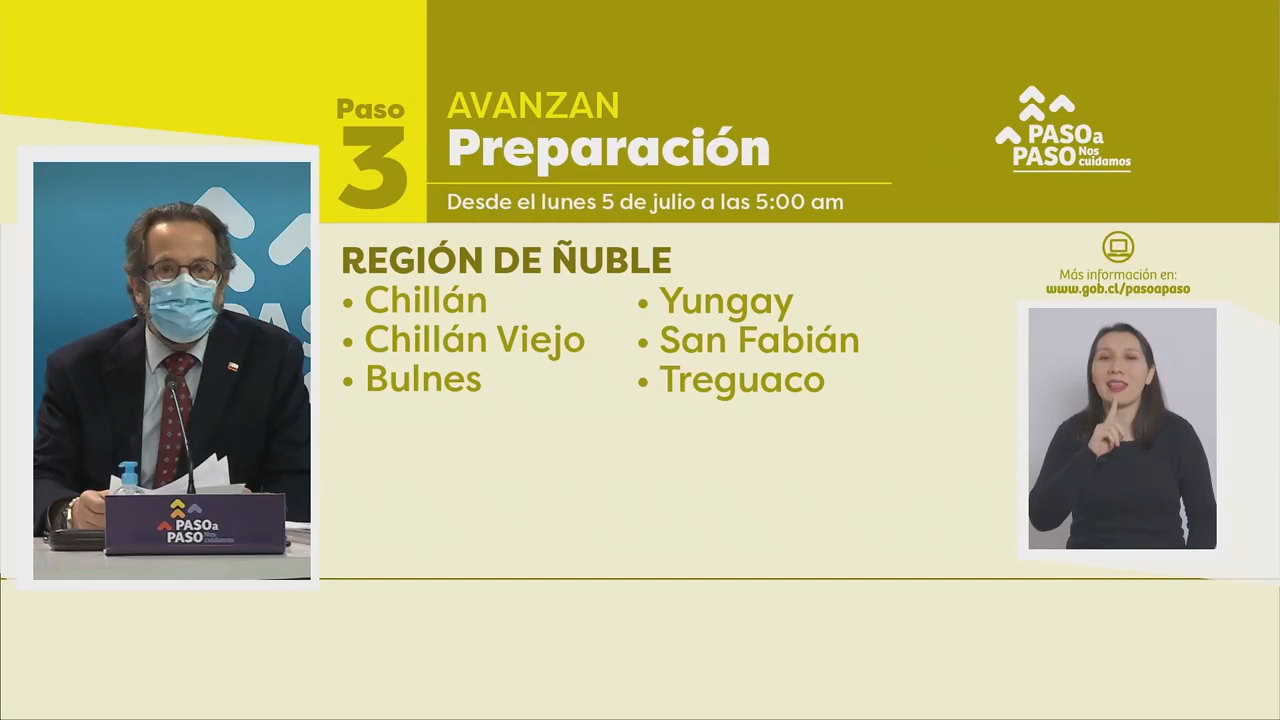 Paso
3
AVANZAN
Preparación
Desde el lunes 5 de julio a las 5:00 am
PASO a
PASO Nos
cuidamos
REGIÓN DE ÑUBLE
• Chillán
• Chillán Viejo
• Bulnes
• Yungay
• San Fabián
• Treguaco
Más información en:
www.gob.cl/pasoapaso
PASO a
PASO Nos
cuidamos